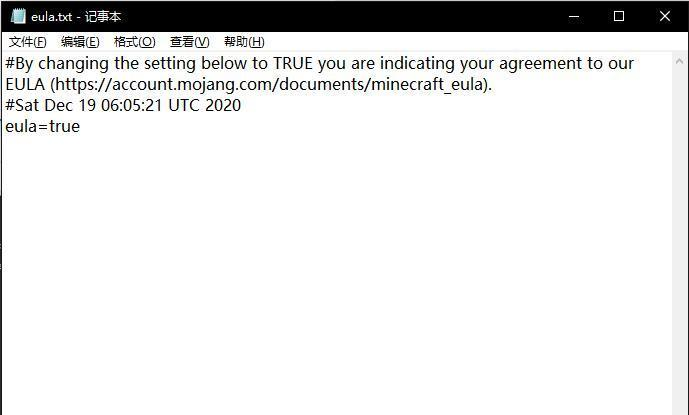 eula.txt - 记事本
文件(F) 编辑(E) 格式(O) 查看(V) 帮助(H)
#By changing the setting below to TRUE you are indicating your agreement to our
EULA (https://account.mojang.com/documents/minecraft_eula).
#Sat Dec 19 06:05:21 UTC 2020
eula=true